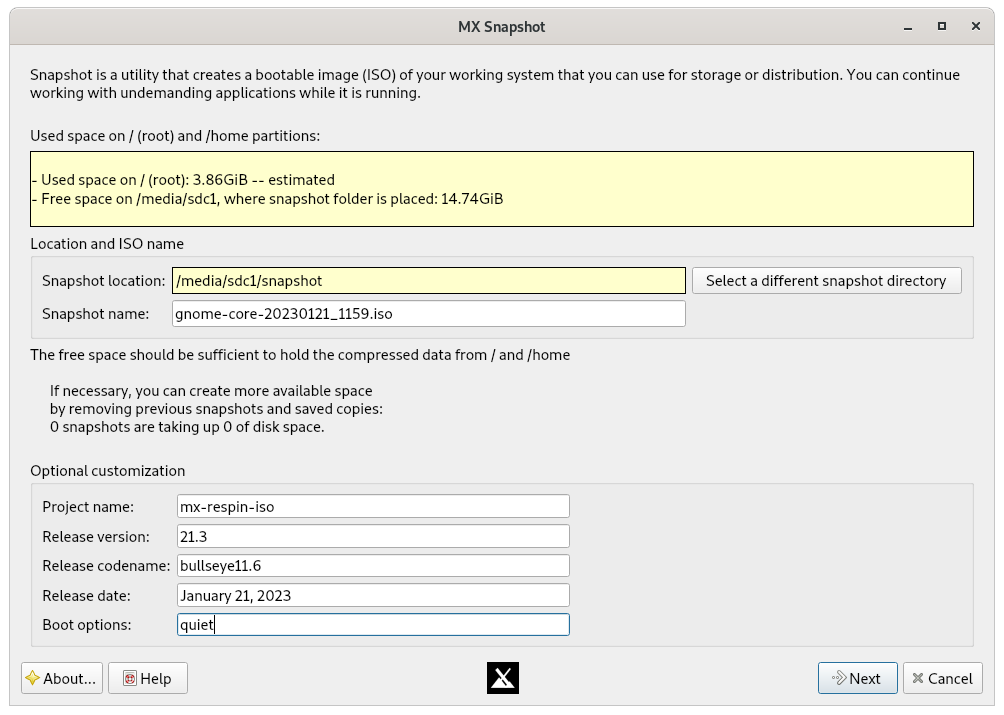 MX Snapshot
Snapshot is a utility that creates a bootable image (ISO) of your working system that you can use for storage or distribution. You can continue
working with undemanding applications while it is running.
Used space on / (root) and /home partitions:
- Used space on / (root): 3.86GiB -- estimated
- Free space on /media/sdc1, where snapshot folder is placed: 14.74GiB
Location and ISO name
Snapshot location: /media/sdc1/snapshot Select a different snapshot directory
Snapshot name: gnome-core-20230121_1159.iso
The free space should be sufficient to hold the compressed data from / and /home
If necessary, you can create more available space
by removing previous snapshots and saved copies:
0 snapshots are taking up 0 of disk space.
Optional customization
Project name: mx-respin-iso
Release version: 21.3
Release codename: bullseye11.6
Release date: January 21, 2023
Boot options: quiet
About... Help Next Cancel